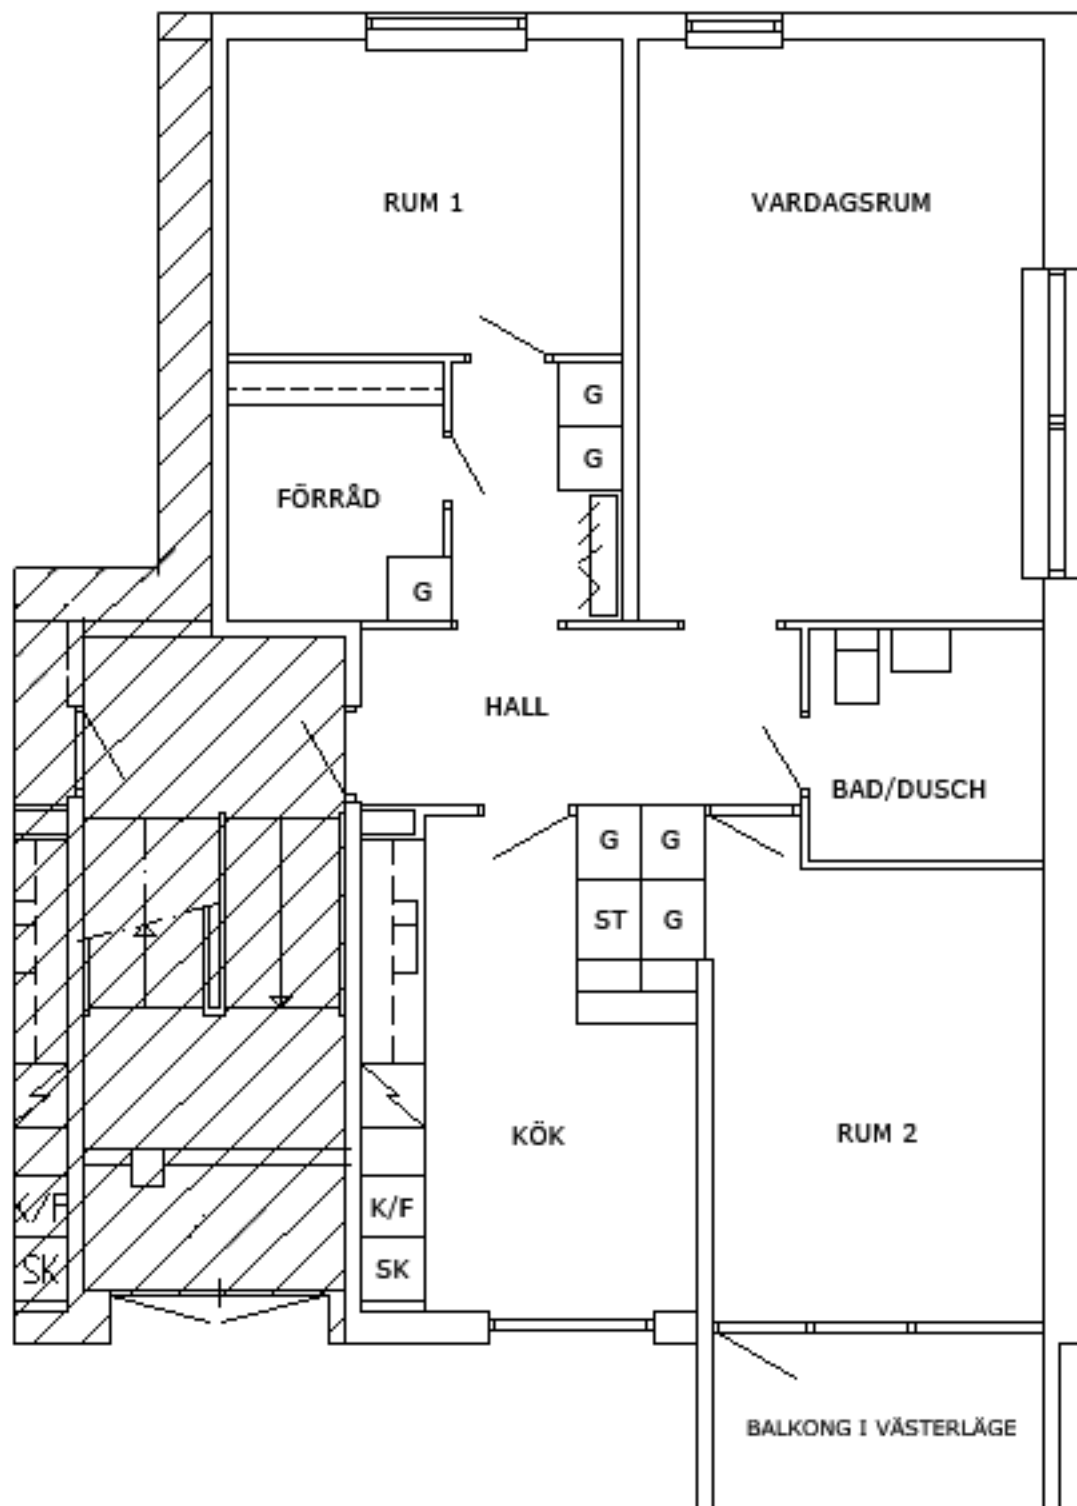 RUM 1
VARDAGSRUM
G
G
FÖRRÅD
G
HALL
BAD/DUSCH
G G
ST G
KÖK
RUM 2
K/F K/F
SK SK
BALKONG I VÄSTERLÄGE